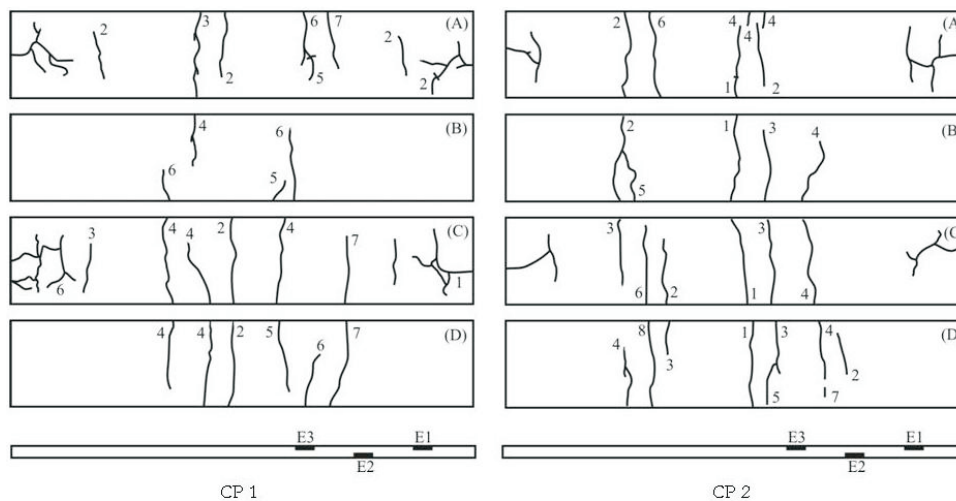 2 3 2 6 5 7 2 2 (A)
4 6 5 6 (B)
6 3 4 4 2 4 7 1 (C)
4 4 2 5 6 7 (D)
E3 E1
E2
CP 1
2 6 4 4 4 1 2 (A
2 5 1 3 4 (B
3 6 2 3 1 4 (C
4 8 3 1 3 5 4 7 2 (D
E3 E1
E2
CP 2